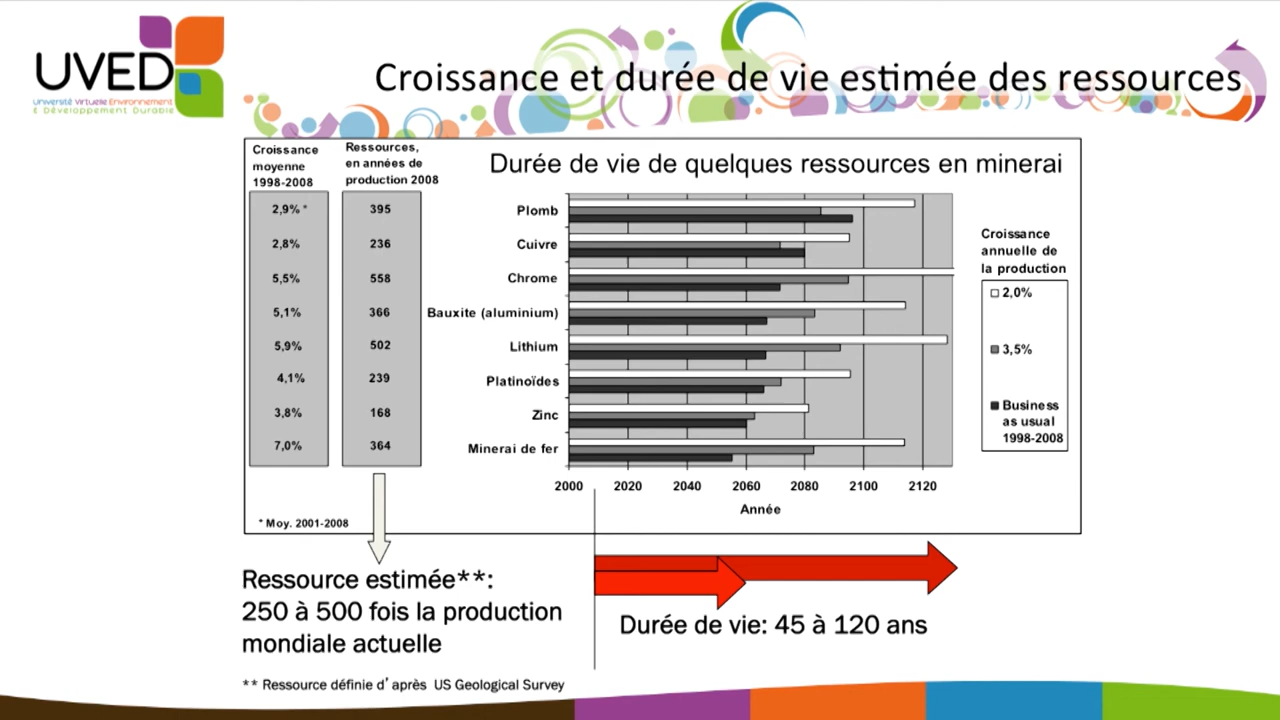 UVED
Université Virtuelle Environnement
& Développement Durable
Croissance et durée de vie estimée des ressources
Croissance
moyenne
1998-2008
Ressources,
en années de
production 2008
Durée de vie de quelques ressources en minerai
2,9% * 395 Plomb
2,8% 236 Cuivre
5,5% 558 Chrome
5,1% 366 Bauxite (aluminium)
5,9% 502 Lithium
4,1% 239 Platinoïdes
3,8% 168 Zinc
7,0% 364 Minerai de fer
2000 2020 2040 2060 2080 2100 2120
Année
Croissance
annuelle de
la production
2,0%
3,5%
Business
as usual
1998-2008
* Moy. 2001-2008
Ressource estimée**:
250 à 500 fois la production
mondiale actuelle
Durée de vie: 45 à 120 ans
** Ressource définie d’après US Geological Survey